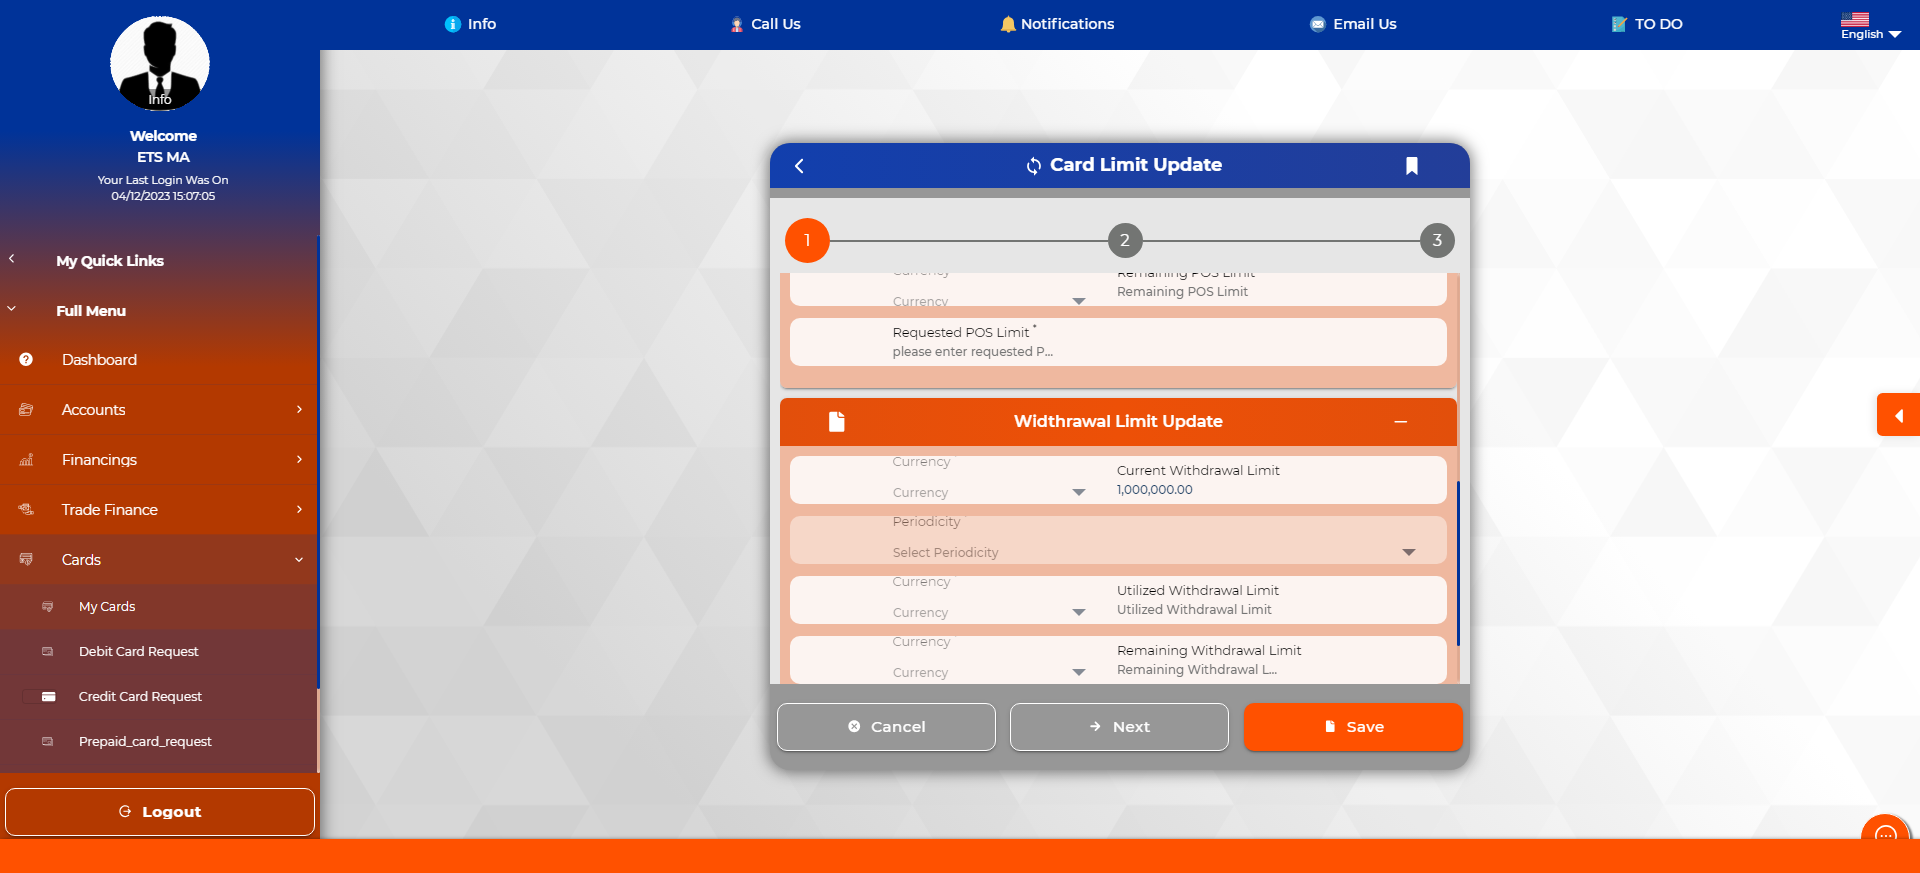 Info
Call Us
Notifications
Email Us
TO DO
English
Info
Welcome
ETS MA
Your Last Login Was On
04/12/2023 15:07:05
My Quick Links
Full Menu
Dashboard
Accounts
Financings
Trade Finance
Cards
My Cards
Debit Card Request
Credit Card Request
Prepaid_card_request
Logout
Card Limit Update
1
2
3
Currency
Remaining POS Limit
Currency
Remaining POS Limit
Requested POS Limit *
please enter requested P...
Widthrawal Limit Update
Currency
Current Withdrawal Limit
Currency
1,000,000.00
Periodicity
Select Periodicity
Currency
Utilized Withdrawal Limit
Currency
Utilized Withdrawal Limit
Currency
Remaining Withdrawal Limit
Currency
Remaining Withdrawal L...
Cancel
Next
Save